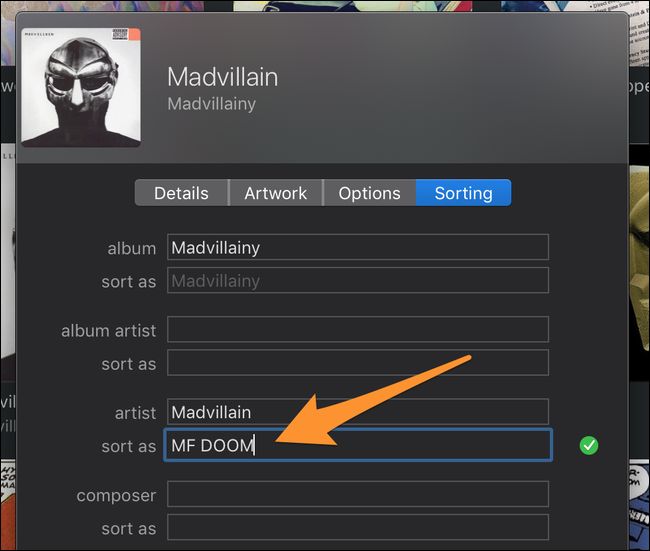 MADVILLAIN
Madvillain
Madvillainy
Details Artwork Options Sorting
album Madvillainy
sort as Madvillainy
album artist
sort as
artist Madvillain
sort as MF DOOM
composer
sort as